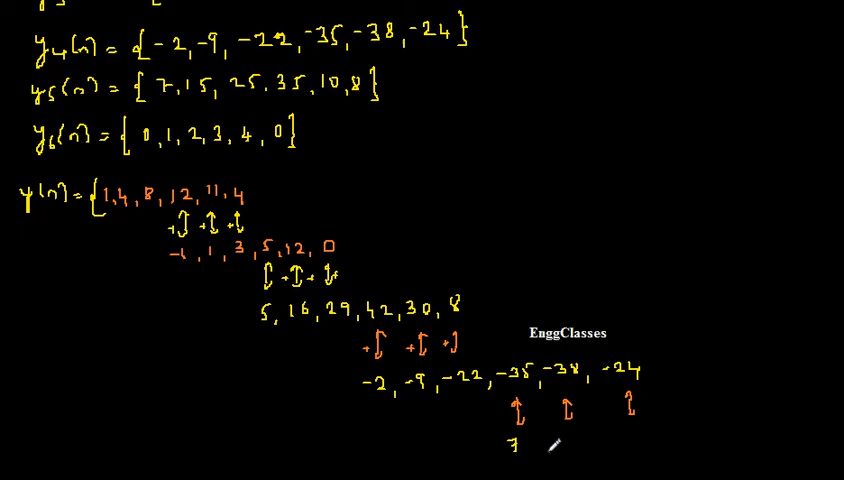 y4(n) = { -2, -9, -22, -35, -38, -24}
y5(n) = { 7, 15, 25, 35, 10, 8}
y6(n) = { 0, 1, 2, 3, 4, 0}
y(n) = { 1, 4, 8, 12, 11, 4
+ + +
-1, 1, 3, 5, 12, 0
+ + +
5, 16, 29, 42, 30, 8
EnggClasses
+ + +
-2, -9, -22, -35, -38, -24
7